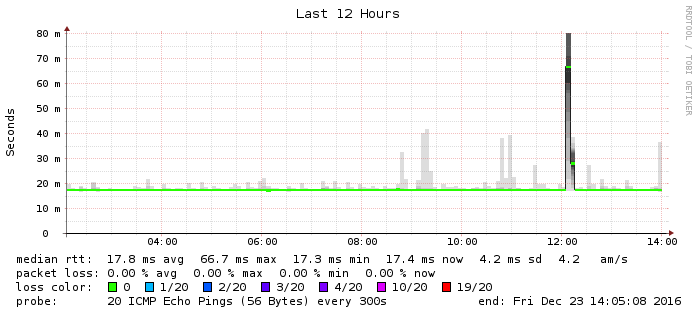 Last 12 Hours
RRDTOOL / TOBI OETIKER
Seconds
80 m
70 m
60 m
50 m
40 m
30 m
20 m
10 m
0
04:00 06:00 08:00 10:00 12:00 14:00
median rtt: 17.8 ms avg 66.7 ms max 17.3 ms min 17.4 ms now 4.2 ms sd 4.2 am/s
packet loss: 0.00 % avg 0.00 % max 0.00 % min 0.00 % now
loss color: 0 1/20 2/20 3/20 4/20 10/20 19/20
probe: 20 ICMP Echo Pings (56 Bytes) every 300s end: Fri Dec 23 14:05:08 2016